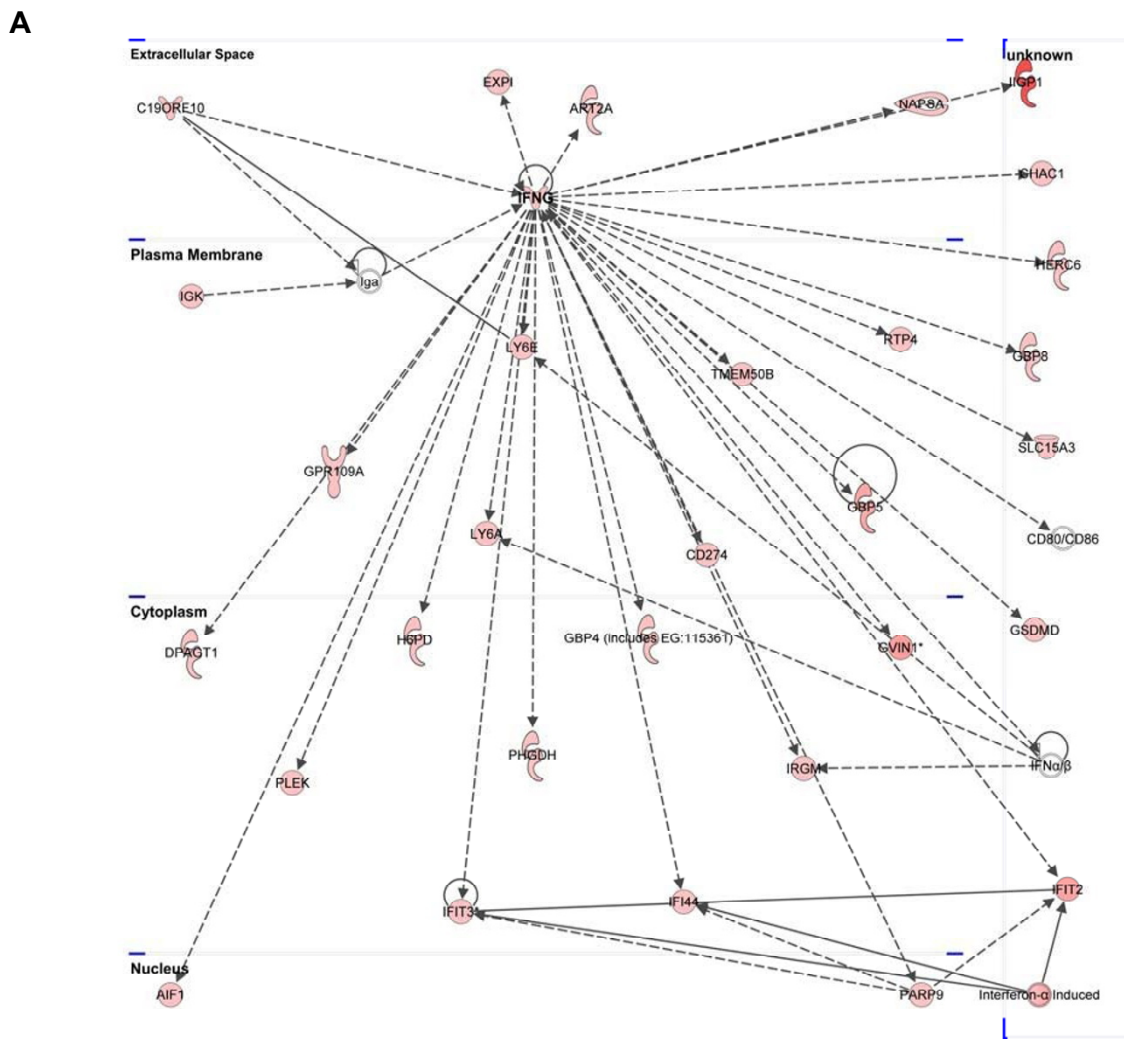 A
Extracellular Space
unknown
EXPI
IIGP1
C19ORF10
ART2A
NAPSA
CHAC1
IFNG
Plasma Membrane
HERC6
Iga
IGK
RTP4
LY6E
GBP8
TMEM50B
SLC15A3
GPR109A
GBP5
LY6A
CD80/CD86
CD274
Cytoplasm
GSDMD
H6PD
GBP4 (includes EG:115361)
GVIN1*
DPAGT1
PHGDH
IFNα/β
IRGM
PLEK
IFIT2
IFI44
IFIT3
Nucleus
AIF1
PARP9
Interferon-α Induced